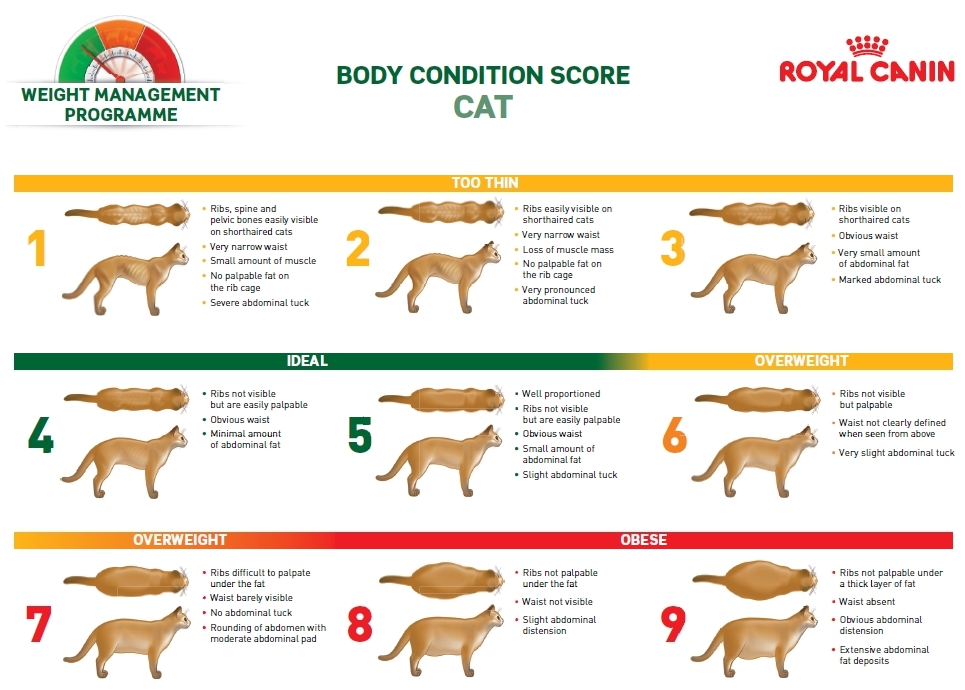 WEIGHT MANAGEMENT
PROGRAMME
BODY CONDITION SCORE
CAT
ROYAL CANIN
TOO THIN
1
• Ribs, spine and
pelvic bones easily visible
on shorthaired cats
• Very narrow waist
• Small amount of muscle
• No palpable fat on
the rib cage
• Severe abdominal tuck
2
• Ribs easily visible on
shorthaired cats
• Very narrow waist
• Loss of muscle mass
• No palpable fat on
the rib cage
• Very pronounced
abdominal tuck
3
• Ribs visible on
shorthaired cats
• Obvious waist
• Very small amount
of abdominal fat
• Marked abdominal tuck
IDEAL
OVERWEIGHT
4
• Ribs not visible
but are easily palpable
• Obvious waist
• Minimal amount
of abdominal fat
5
• Well proportioned
• Ribs not visible
but are easily palpable
• Obvious waist
• Small amount of
abdominal fat
• Slight abdominal tuck
6
• Ribs not visible
but palpable
• Waist not clearly defined
when seen from above
• Very slight abdominal tuck
OVERWEIGHT
OBESE
7
• Ribs difficult to palpate
under the fat
• Waist barely visible
• No abdominal tuck
• Rounding of abdomen with
moderate abdominal pad
8
• Ribs not palpable
under the fat
• Waist not visible
• Slight abdominal
distension
9
• Ribs not palpable under
a thick layer of fat
• Waist absent
• Obvious abdominal
distension
• Extensive abdominal
fat deposits